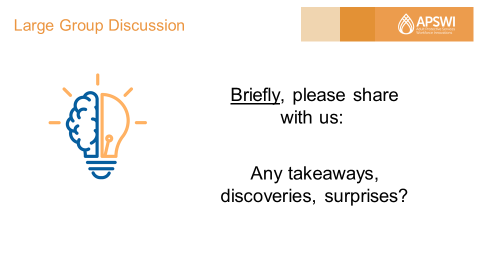 Large Group Discussion
APSWI
Briefly, please share
with us:
Any takeaways,
discoveries, surprises?